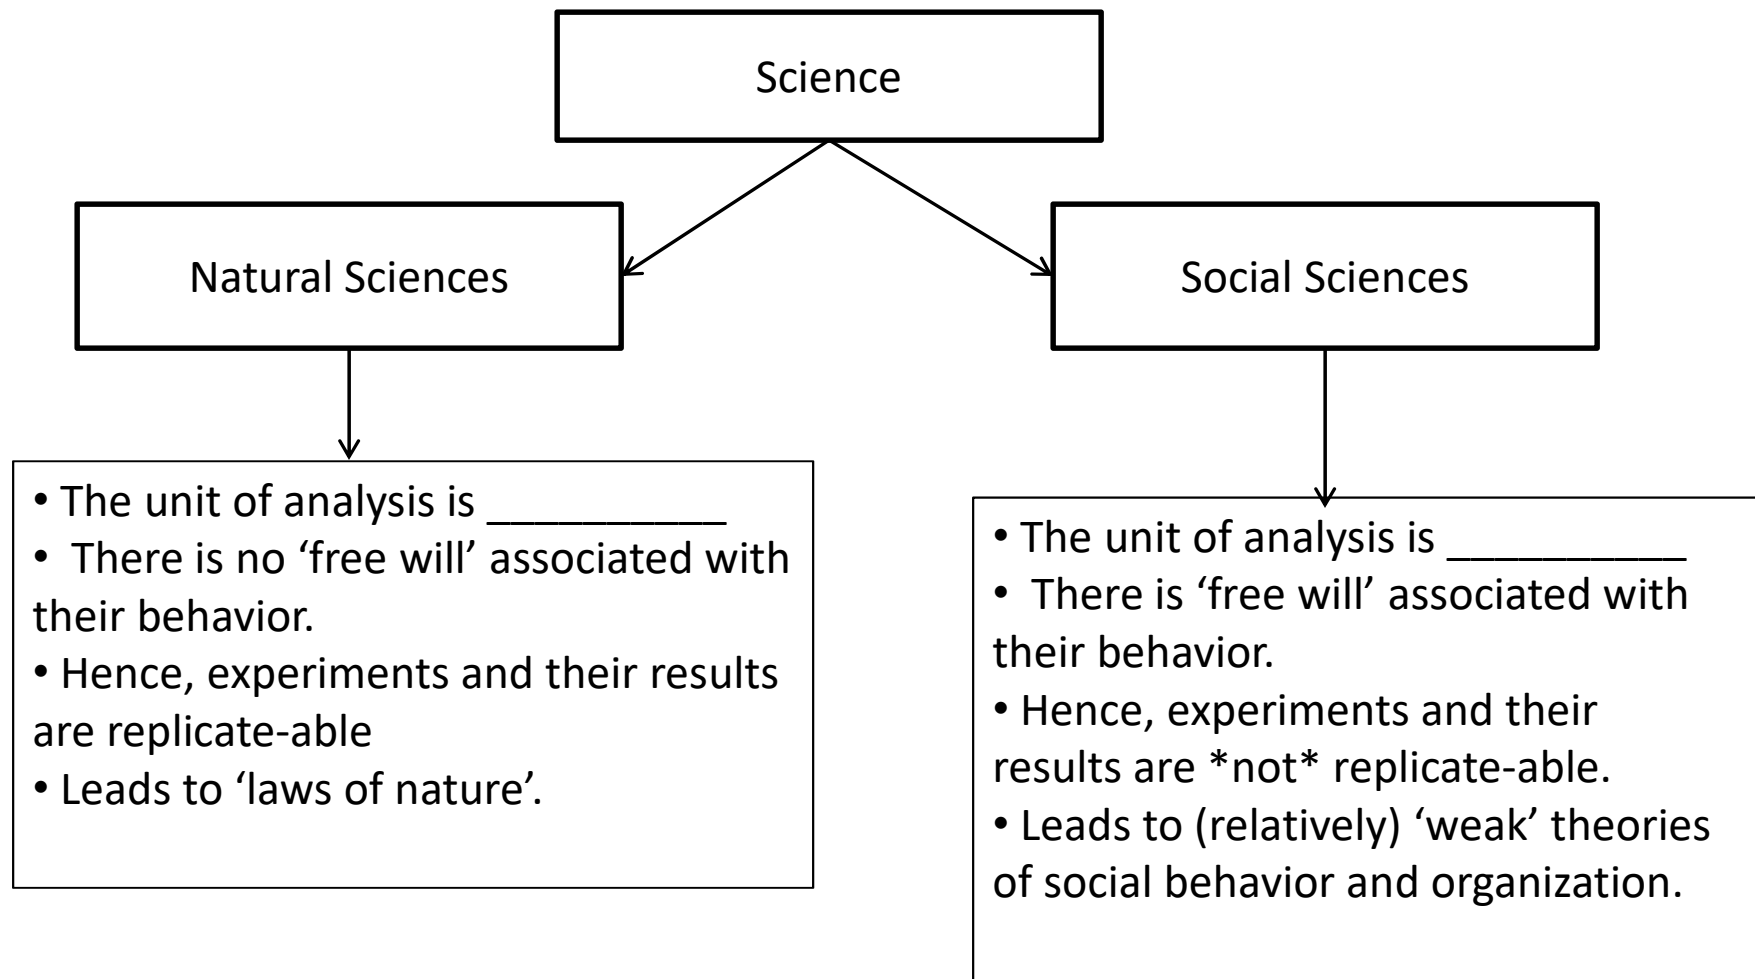 Science
Natural Sciences
Social Sciences
• The unit of analysis is __________
• There is no ‘free will’ associated with
their behavior.
• Hence, experiments and their results
are replicate-able
• Leads to ‘laws of nature’.
• The unit of analysis is __________
• There is ‘free will’ associated with
their behavior.
• Hence, experiments and their
results are *not* replicate-able.
• Leads to (relatively) ‘weak’ theories
of social behavior and organization.